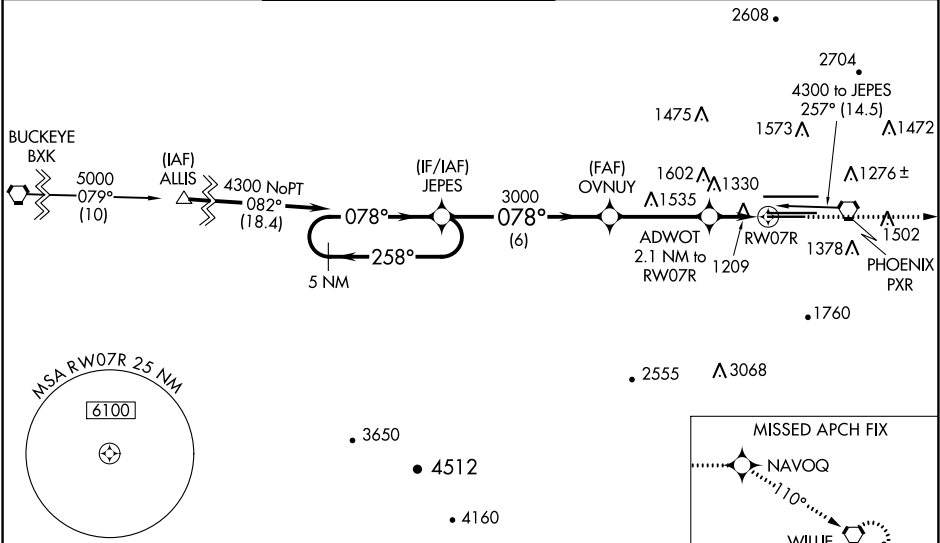 2608
2704
4300 to JEPES
257° (14.5)
1475
1573
1472
BUCKEYE
BXK
5000
079°
(10)
(IAF)
ALLIS
4300 NoPT
082°
(18.4)
(IF/IAF)
JEPES
3000
078°
(6)
078°
258°
5 NM
(FAF)
OVNUY
1602
1330
1535
1276 ±
ADWOT
2.1 NM to
RW07R
1209
RW07R
1378
1502
PHOENIX
PXR
1760
2555
3068
MSA RW07R 25 NM
6100
3650
4512
4160
MISSED APCH FIX
NAVOQ
110°